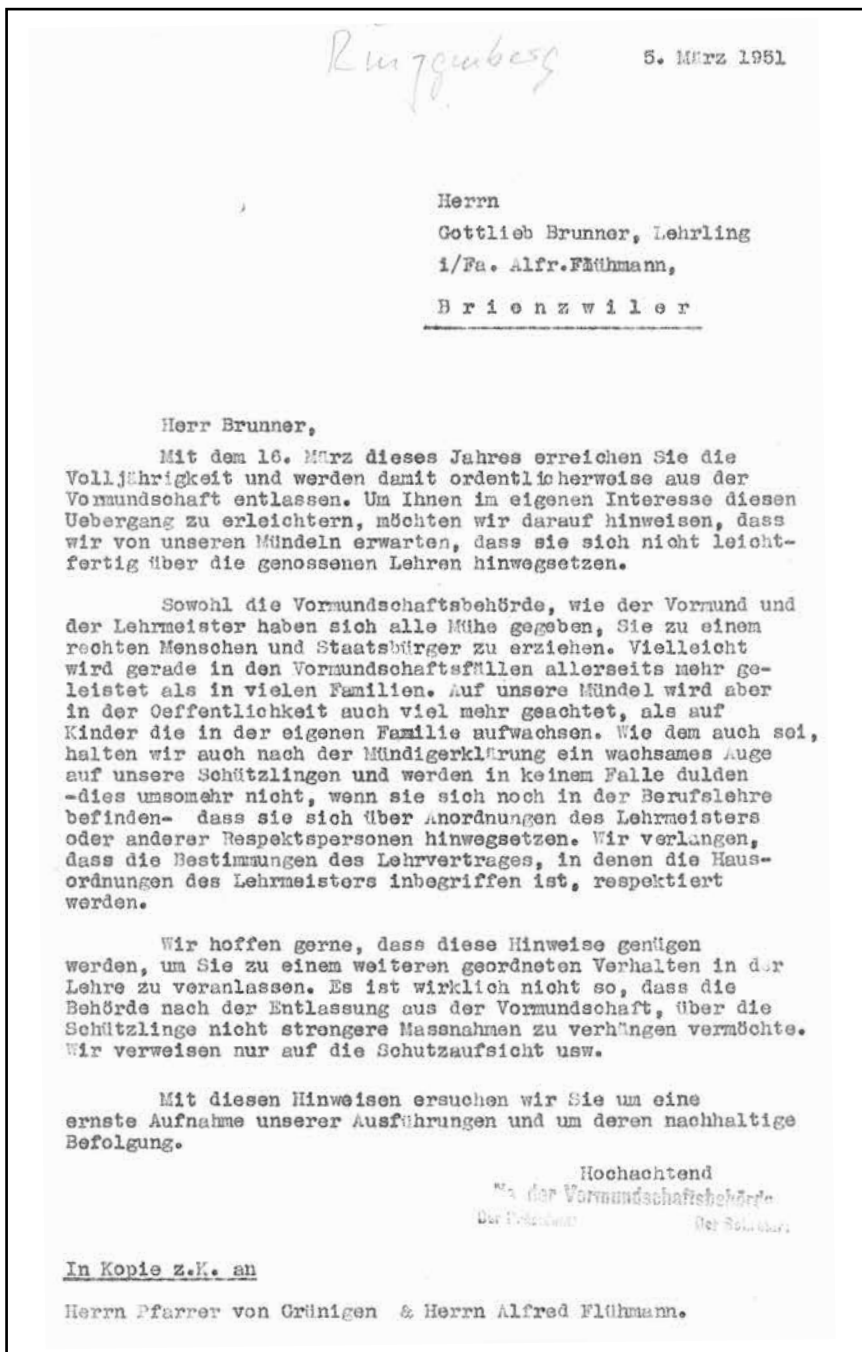 Ringgenberg
5. März 1951
Herrn
Gottlieb Brunner, Lehrling
i/Fa. Alfr.Flühmann,
Brienzwiler
Herr Brunner,
Mit dem 16. März dieses Jahres erreichen Sie die
Volljährigkeit und werden damit ordentlicherweise aus der
Vormundschaft entlassen. Um Ihnen im eigenen Interesse diesen
Uebergang zu erleichtern, möchten wir darauf hinweisen, dass
wir von unseren Mündeln erwarten, dass sie sich nicht leicht-
fertig über die genossenen Lehren hinwegsetzen.
Sowohl die Vormundschaftsbehörde, wie der Vormund und
der Lehrmeister haben sich alle Mühe gegeben, Sie zu einem
rechten Menschen und Staatsbürger zu erziehen. Vielleicht
wird gerade in den Vormundschaftsfällen allerseits mehr ge-
leistet als in vielen Familien. Auf unsere Mündel wird aber
in der Oeffentlichkeit auch viel mehr geachtet, als auf
Kinder die in der eigenen Familie aufwachsen. Wie dem auch sei,
halten wir auch nach der Mündigerklärung ein wachsames Auge
auf unsere Schützlingen und werden in keinem Falle dulden
-dies umsomehr nicht, wenn sie sich noch in der Berufslehre
befinden- dass sie sich über Anordnungen des Lehrmeisters
oder anderer Respektspersonen hinwegsetzen. Wir verlangen,
dass die Bestimmungen des Lehrvertrages, in denen die Haus-
ordnungen des Lehrmeisters inbegriffen ist, respektiert
werden.
Wir hoffen gerne, dass diese Hinweise genügen
werden, um Sie zu einem weiteren geordneten Verhalten in der
Lehre zu veranlassen. Es ist wirklich nicht so, dass die
Behörde nach der Entlassung aus der Vormundschaft, über die
Schützlinge nicht strengere Massnahmen zu verhängen vermöchte.
Wir verweisen nur auf die Schutzaufsicht usw.
Mit diesen Hinweisen ersuchen wir Sie um eine
ernste Aufnahme unserer Ausführungen und um deren nachhaltige
Befolgung.
Hochachtend
der Vormundschaftsbehörde
Der Präsident Der Sekretär
In Kopie z.K. an
Herrn Pfarrer von Grünigen & Herrn Alfred Flühmann.